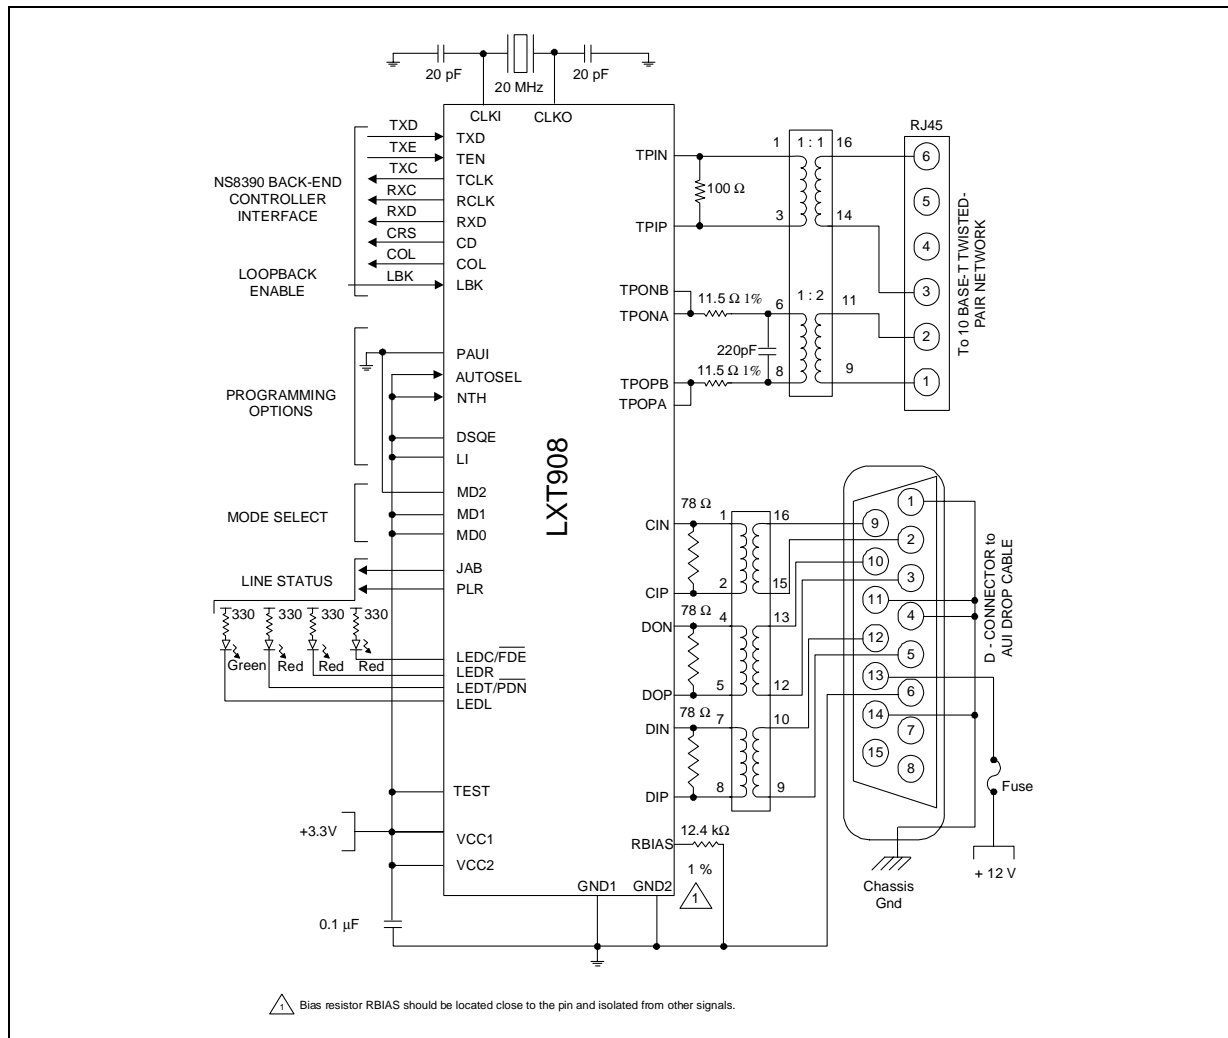 20 pF
20 MHz
20 pF
CLKI
CLKO
NS8390 BACK-END
CONTROLLER
INTERFACE
LOOPBACK
ENABLE
TXD
TXE
TXC
RXC
RXD
CRS
COL
LBK
TXD
TEN
TCLK
RCLK
RXD
CD
COL
LBK
PROGRAMMING
OPTIONS
PAUI
AUTOSEL
NTH
DSQE
LI
MODE SELECT
MD2
MD1
MD0
LINE STATUS
JAB
PLR
330
330
330
330
Green
Red
Red
Red
LEDC/FDE
LEDR
LEDT/PDN
LEDL
TEST
+3.3V
VCC1
VCC2
0.1 µF
GND1
GND2
LXT908
TPIN
TPIP
100 Ω
1
1 : 1
16
3
14
TPONB
TPONA
11.5 Ω 1%
6
1 : 2
11
220pF
TPOPB
TPOPA
11.5 Ω 1%
8
9
RJ45
6
5
4
3
2
1
To 10 BASE-T TWISTED-
PAIR NETWORK
CIN
78 Ω
1
16
CIP
2
15
DON
78 Ω
4
13
DOP
5
12
DIN
78 Ω
7
10
DIP
8
9
RBIAS
12.4 kΩ
1 %
1
1
9
2
10
3
11
4
12
5
13
6
14
7
15
8
D - CONNECTOR to
AUI DROP CABLE
Fuse
+ 12 V
Chassis
Gnd
1
Bias resistor RBIAS should be located close to the pin and isolated from other signals.